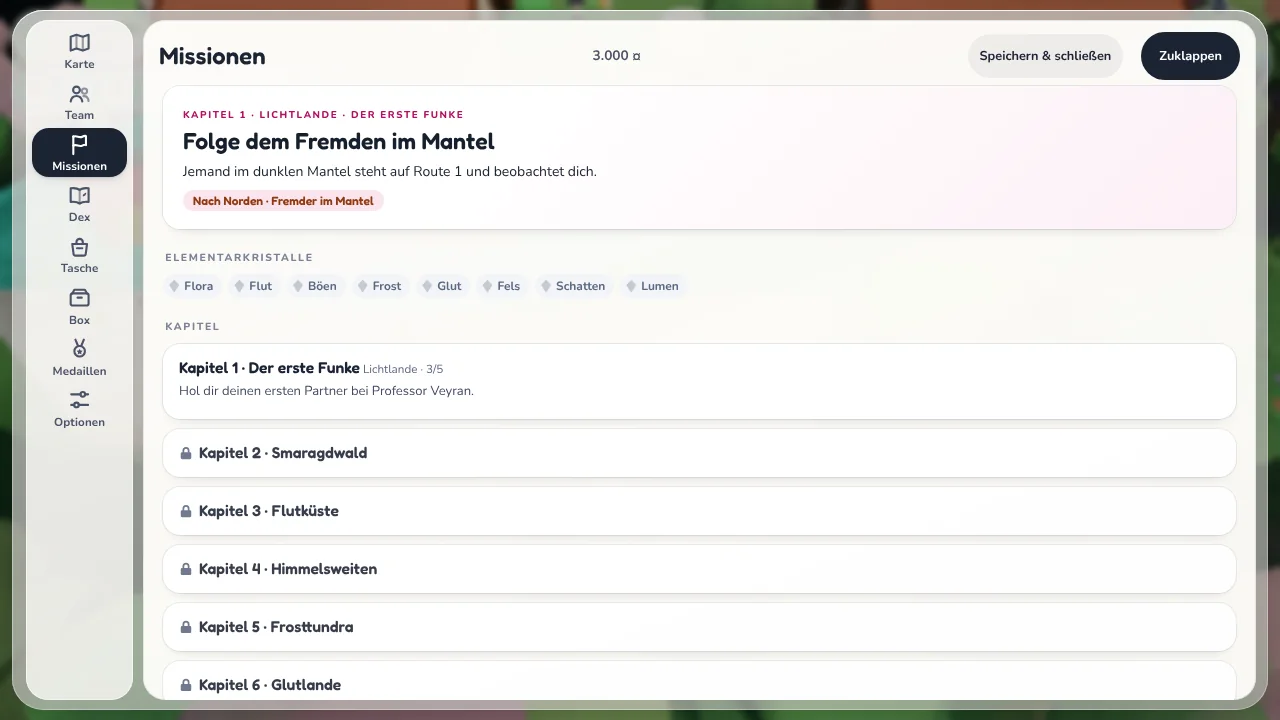 Karte
Team
Missionen
Dex
Tasche
Box
Medaillen
Optionen
Missionen
3.000 ¤
Speichern & schließen
Zuklappen
KAPITEL 1 · LICHTLANDE · DER ERSTE FUNKE
Folge dem Fremden im Mantel
Jemand im dunklen Mantel steht auf Route 1 und beobachtet dich.
Nach Norden · Fremder im Mantel
ELEMENTARKRISTALLE
Flora
Flut
Böen
Frost
Glut
Fels
Schatten
Lumen
KAPITEL
Kapitel 1 · Der erste Funke Lichtlande · 3/5
Hol dir deinen ersten Partner bei Professor Veyran.
Kapitel 2 · Smaragdwald
Kapitel 3 · Flutküste
Kapitel 4 · Himmelsweiten
Kapitel 5 · Frosttundra
Kapitel 6 · Glutlande